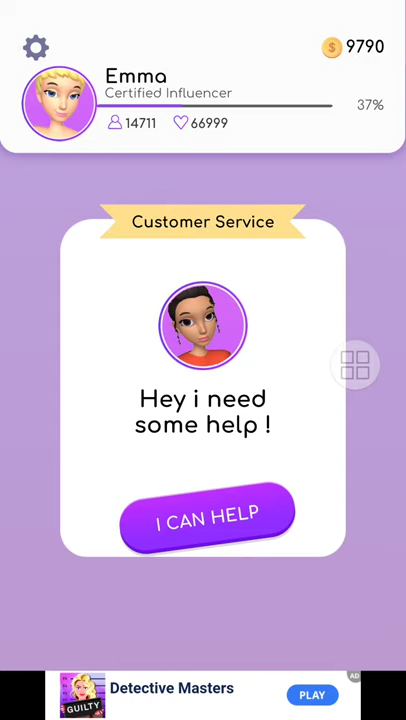 9790
Emma
Certified Influencer
37%
14711 66999
Customer Service
Hey i need
some help !
I CAN HELP
AD
GUILTY
Detective Masters
PLAY